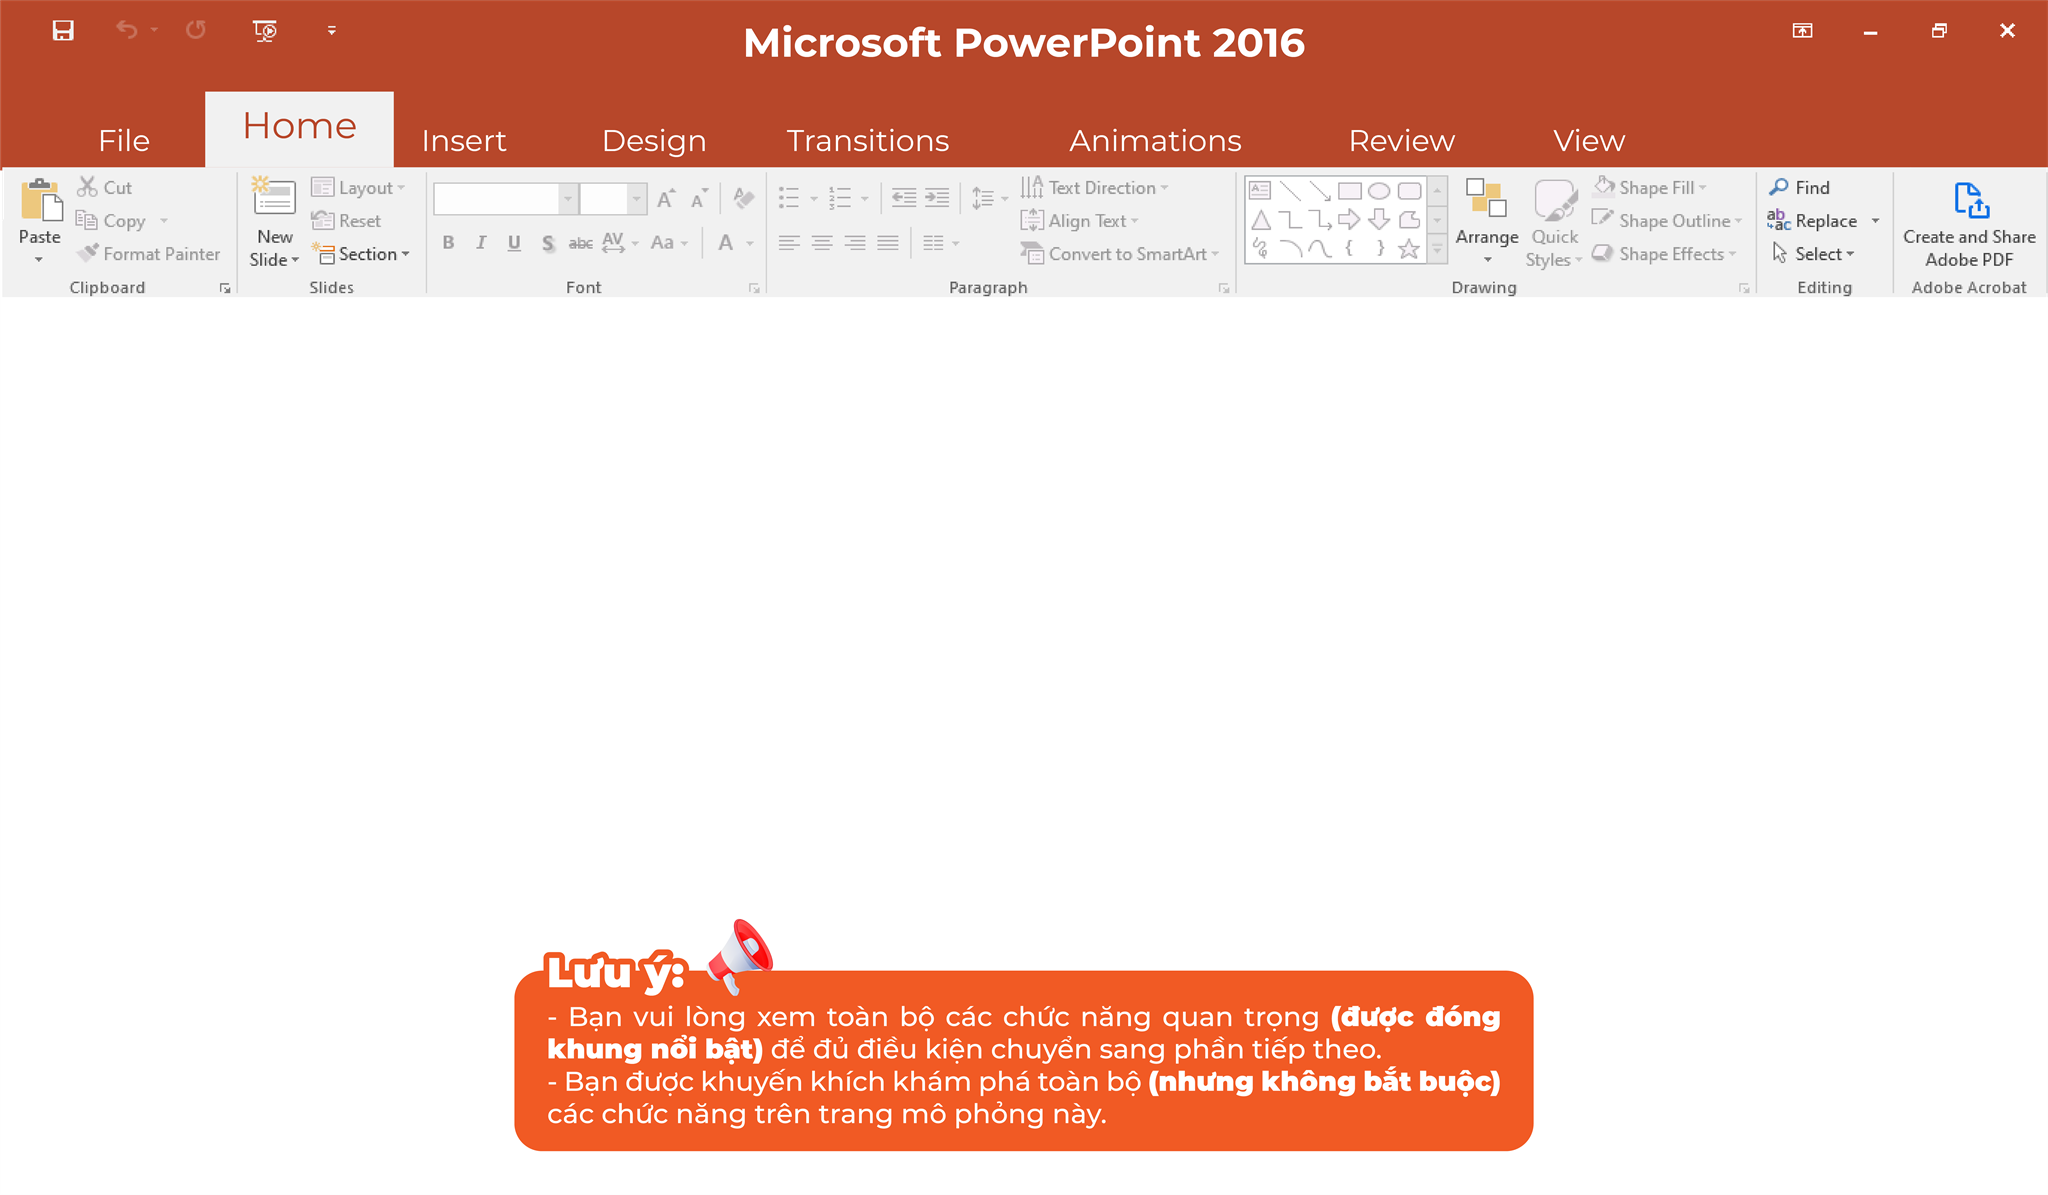 Microsoft PowerPoint 2016
File Home Insert Design Transitions Animations Review View
Paste
Cut
Copy
Format Painter
Clipboard
New
Slide
Layout
Reset
Section
Slides
A A A
B I U S abc AV Aa A
Font
Text Direction
Align Text
Convert to SmartArt
Paragraph
Arrange
Quick
Styles
Shape Fill
Shape Outline
Shape Effects
Drawing
Find
Replace
Select
Editing
Create and Share
Adobe PDF
Adobe Acrobat
Lưu ý:
- Bạn vui lòng xem toàn bộ các chức năng quan trọng (được đóng
khung nổi bật) để đủ điều kiện chuyển sang phần tiếp theo.
- Bạn được khuyến khích khám phá toàn bộ (nhưng không bắt buộc)
các chức năng trên trang mô phỏng này.